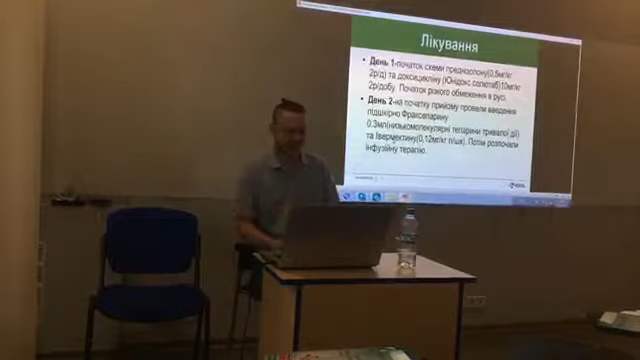 Лікування
• День 1-початок схеми преднізолону(0,5мг/кг
2р/д) та доксицикліну (Юнідокс солютаб)10мг/кг
2р/добу. Початок різкого обмеження в русі.
• День 2-на початку прийому провели введення
підшкірно Фраксепарину
0.3мл(низькомолекулярні гепарини тривалої дії)
та Івермектину(0,12мг/кг п/шк). Потім розпочали
інфузійну терапію.